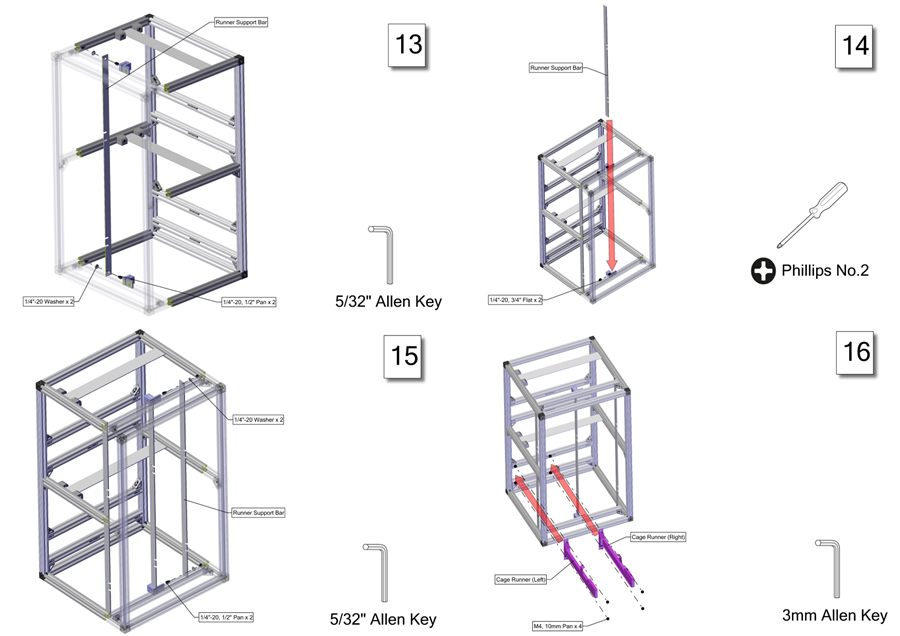 Runner Support Bar
13
1/4"-20 Washer x 2
1/4"-20, 1/2" Pan x 2
5/32" Allen Key
14
Runner Support Bar
1/4"-20, 3/4" Flat x 2
Phillips No.2
15
1/4"-20 Washer x 2
Runner Support Bar
1/4"-20, 1/2" Pan x 2
5/32" Allen Key
16
Cage Runner (Right)
Cage Runner (Left)
M4, 10mm Pan x 4
3mm Allen Key